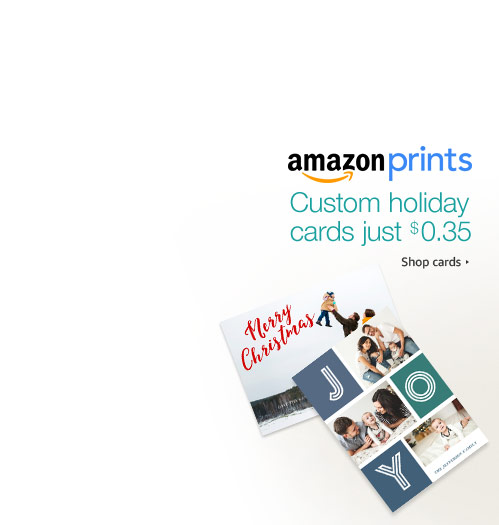 amazonprints
Custom holiday
cards just $0.35
Shop cards
Merry
Christmas
J
O
Y